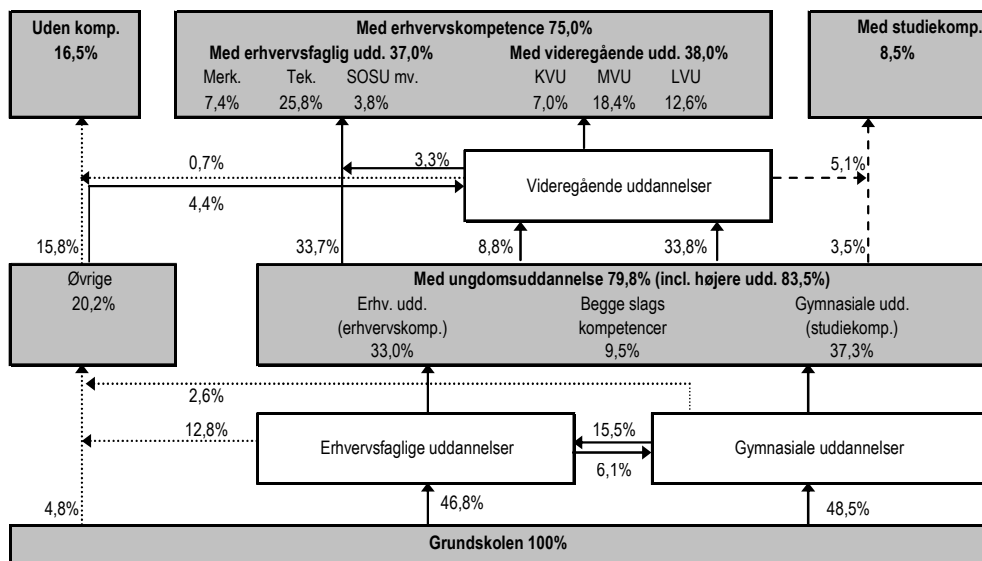 Uden komp.
16,5%
Med erhvervskompetence 75,0%
Med erhvervsfaglig udd. 37,0%
Med videregående udd. 38,0%
Merk. Tek. SOSU mv.
7,4% 25,8% 3,8%
KVU MVU LVU
7,0% 18,4% 12,6%
Med studiekomp.
8,5%
0,7%
3,3%
4,4%
Videregående uddannelser
5,1%
15,8%
33,7%
8,8%
33,8%
3,5%
Øvrige
20,2%
Med ungdomsuddannelse 79,8% (incl. højere udd. 83,5%)
Erhv. udd.
(erhvervskomp.)
33,0%
Begge slags
kompetencer
9,5%
Gymnasiale udd.
(studiekomp.)
37,3%
2,6%
12,8%
Erhvervsfaglige uddannelser
15,5%
6,1%
Gymnasiale uddannelser
4,8%
46,8%
48,5%
Grundskolen 100%